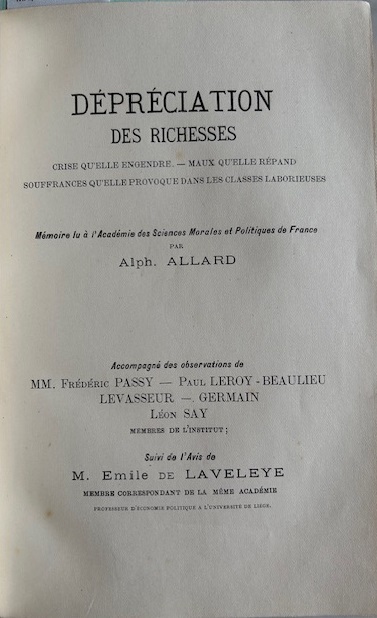 DÉPRÉCIATION
DES RICHESSES
CRISE QU'ELLE ENGENDRE. — MAUX QU'ELLE RÉPAND
SOUFFRANCES QU'ELLE PROVOQUE DANS LES CLASSES LABORIEUSES
Mémoire lu à l'Académie des Sciences Morales et Politiques de France
PAR
Alph. ALLARD
Accompagné des observations de
MM. FRÉDÉRIC PASSY — PAUL LEROY-BEAULIEU
LEVASSEUR — GERMAIN
LÉON SAY
MEMBRES DE L'INSTITUT;
Suivi de l'Avis de
M. EMILE DE LAVELEYE
MEMBRE CORRESPONDANT DE LA MÊME ACADÉMIE
PROFESSEUR D'ÉCONOMIE POLITIQUE A L'UNIVERSITÉ DE LIÈGE.